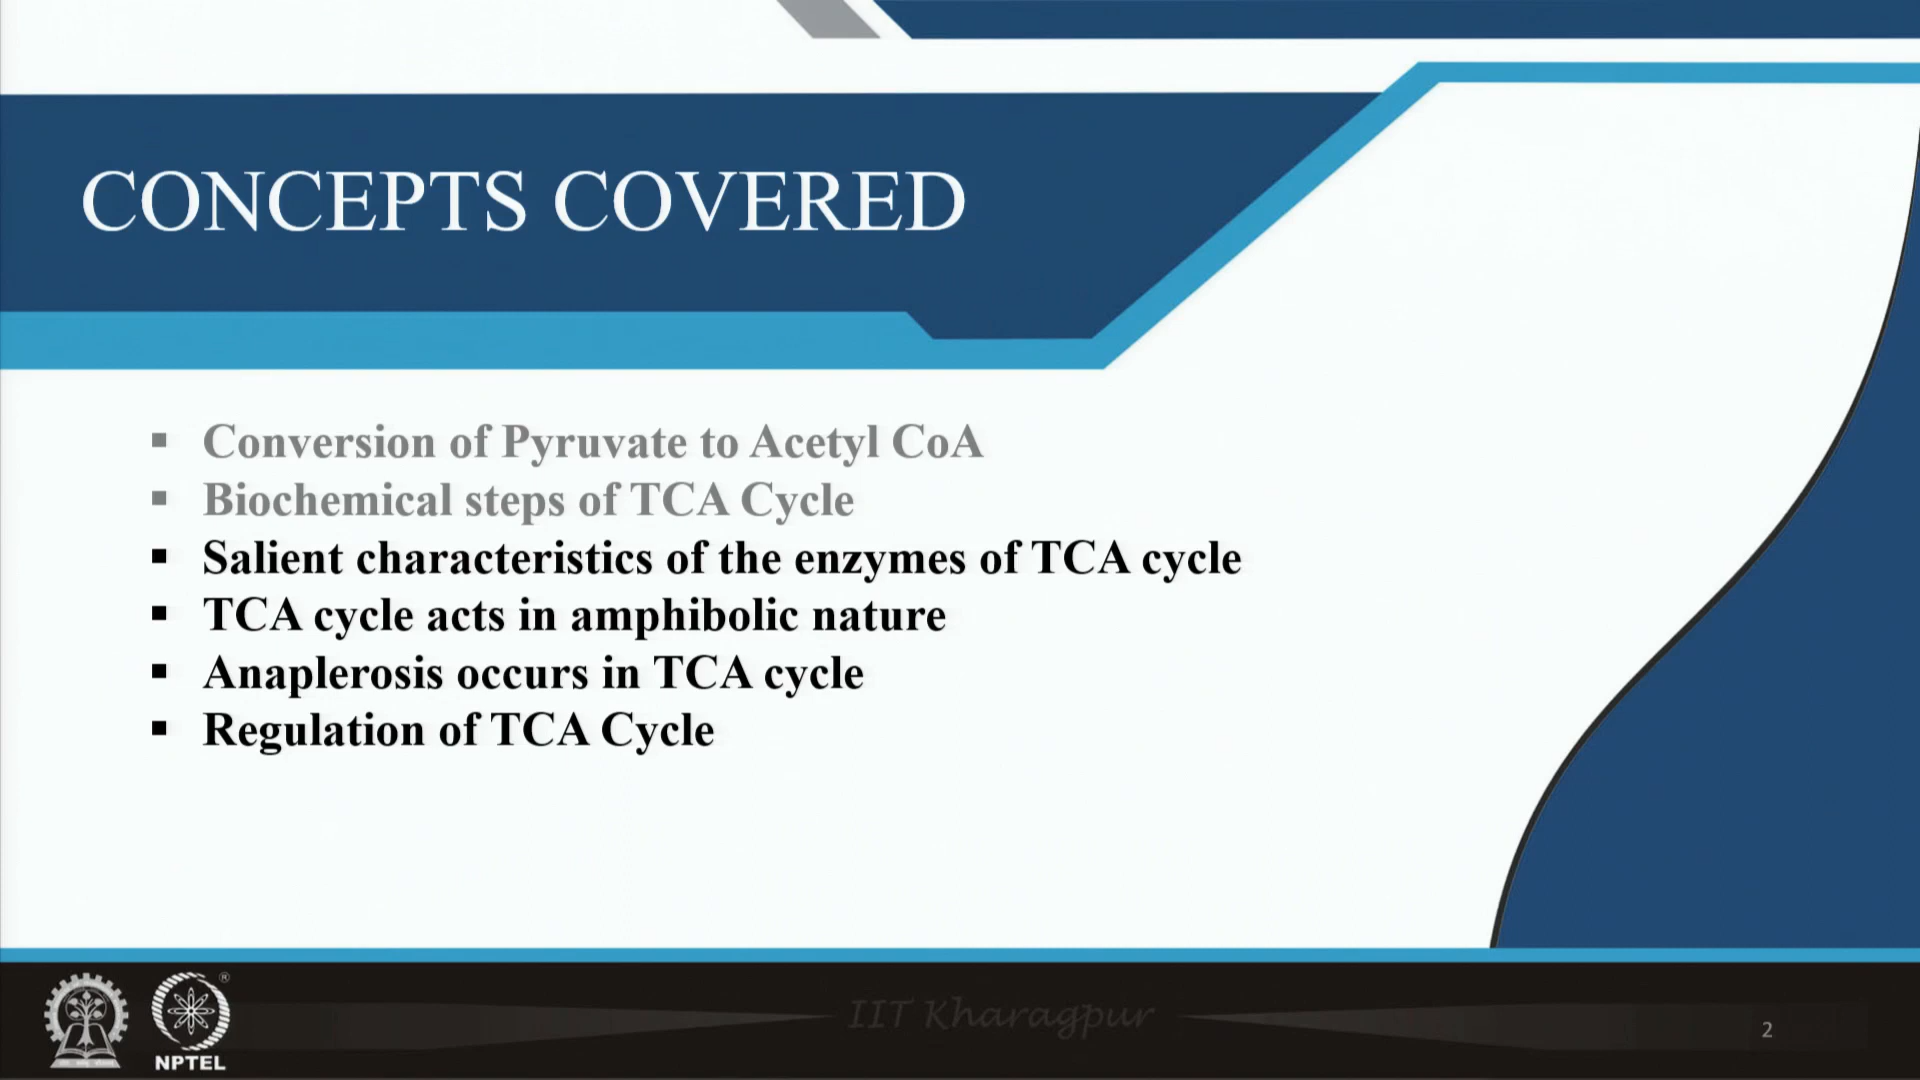 CONCEPTS COVERED
▪ Conversion of Pyruvate to Acetyl CoA
▪ Biochemical steps of TCA Cycle
▪ Salient characteristics of the enzymes of TCA cycle
▪ TCA cycle acts in amphibolic nature
▪ Anaplerosis occurs in TCA cycle
▪ Regulation of TCA Cycle
IIT Kharagpur
®
NPTEL
2